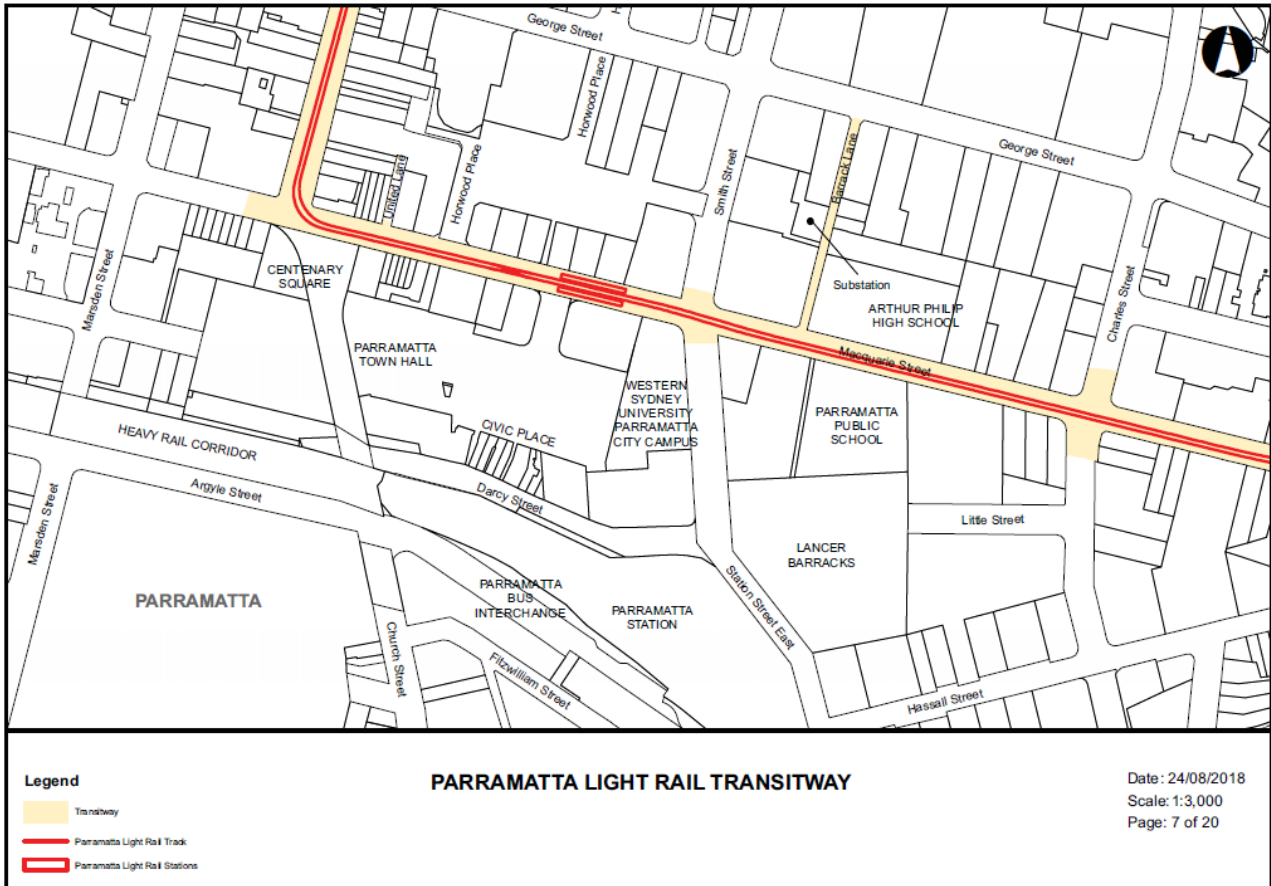 George Street
H
Horwood Place
Barrack Lane
George Street
Smith Street
United Lane
Horwood Place
Marsden Street
CENTENARY
SQUARE
Substation
ARTHUR PHILIP
HIGH SCHOOL
Charles Street
PARRAMATTA
TOWN HALL
Macquarie Street
WESTERN
SYDNEY
UNIVERSITY
PARRAMATTA
CITY CAMPUS
PARRAMATTA
PUBLIC
SCHOOL
HEAVY RAIL CORRIDOR
CIVIC PLACE
Argyle Street
Darcy Street
Marsden Street
Little Street
LANCER
BARRACKS
PARRAMATTA
PARRAMATTA
BUS
INTERCHANGE
PARRAMATTA
STATION
Station Street East
Church Street
Fitzwilliam Street
Hassall Street
Legend
Transitway
Parramatta Light Rail Track
Parramatta Light Rail Stations
PARRAMATTA LIGHT RAIL TRANSITWAY
Date: 24/08/2018
Scale: 1:3,000
Page: 7 of 20